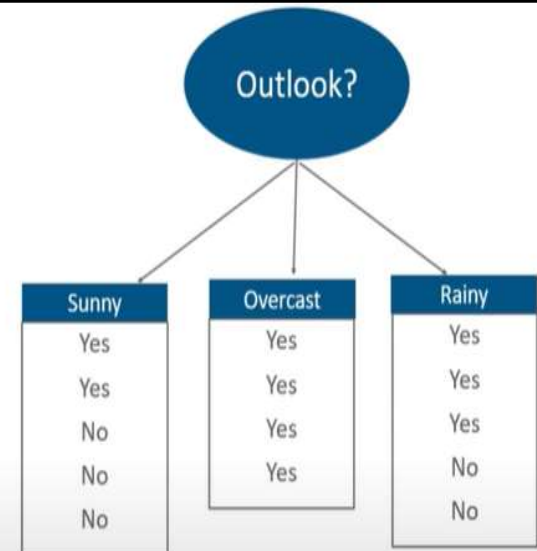 Outlook?
Sunny
Yes
Yes
No
No
No
Overcast
Yes
Yes
Yes
Yes
Rainy
Yes
Yes
Yes
No
No